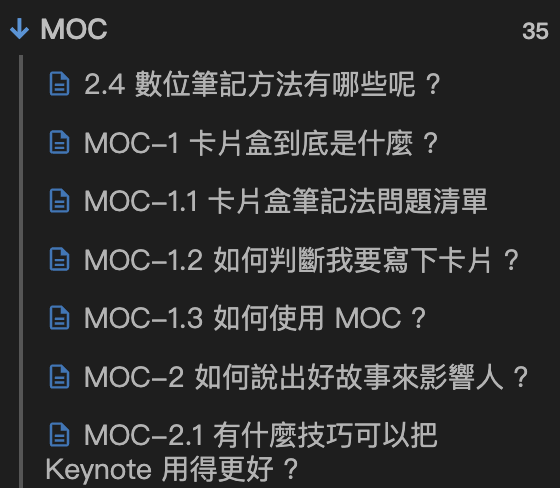 MOC
35
2.4 數位筆記方法有哪些呢？
MOC-1 卡片盒到底是什麼？
MOC-1.1 卡片盒筆記法問題清單
MOC-1.2 如何判斷我要寫下卡片？
MOC-1.3 如何使用 MOC？
MOC-2 如何說出好故事來影響人？
MOC-2.1 有什麼技巧可以把
Keynote 用得更好？